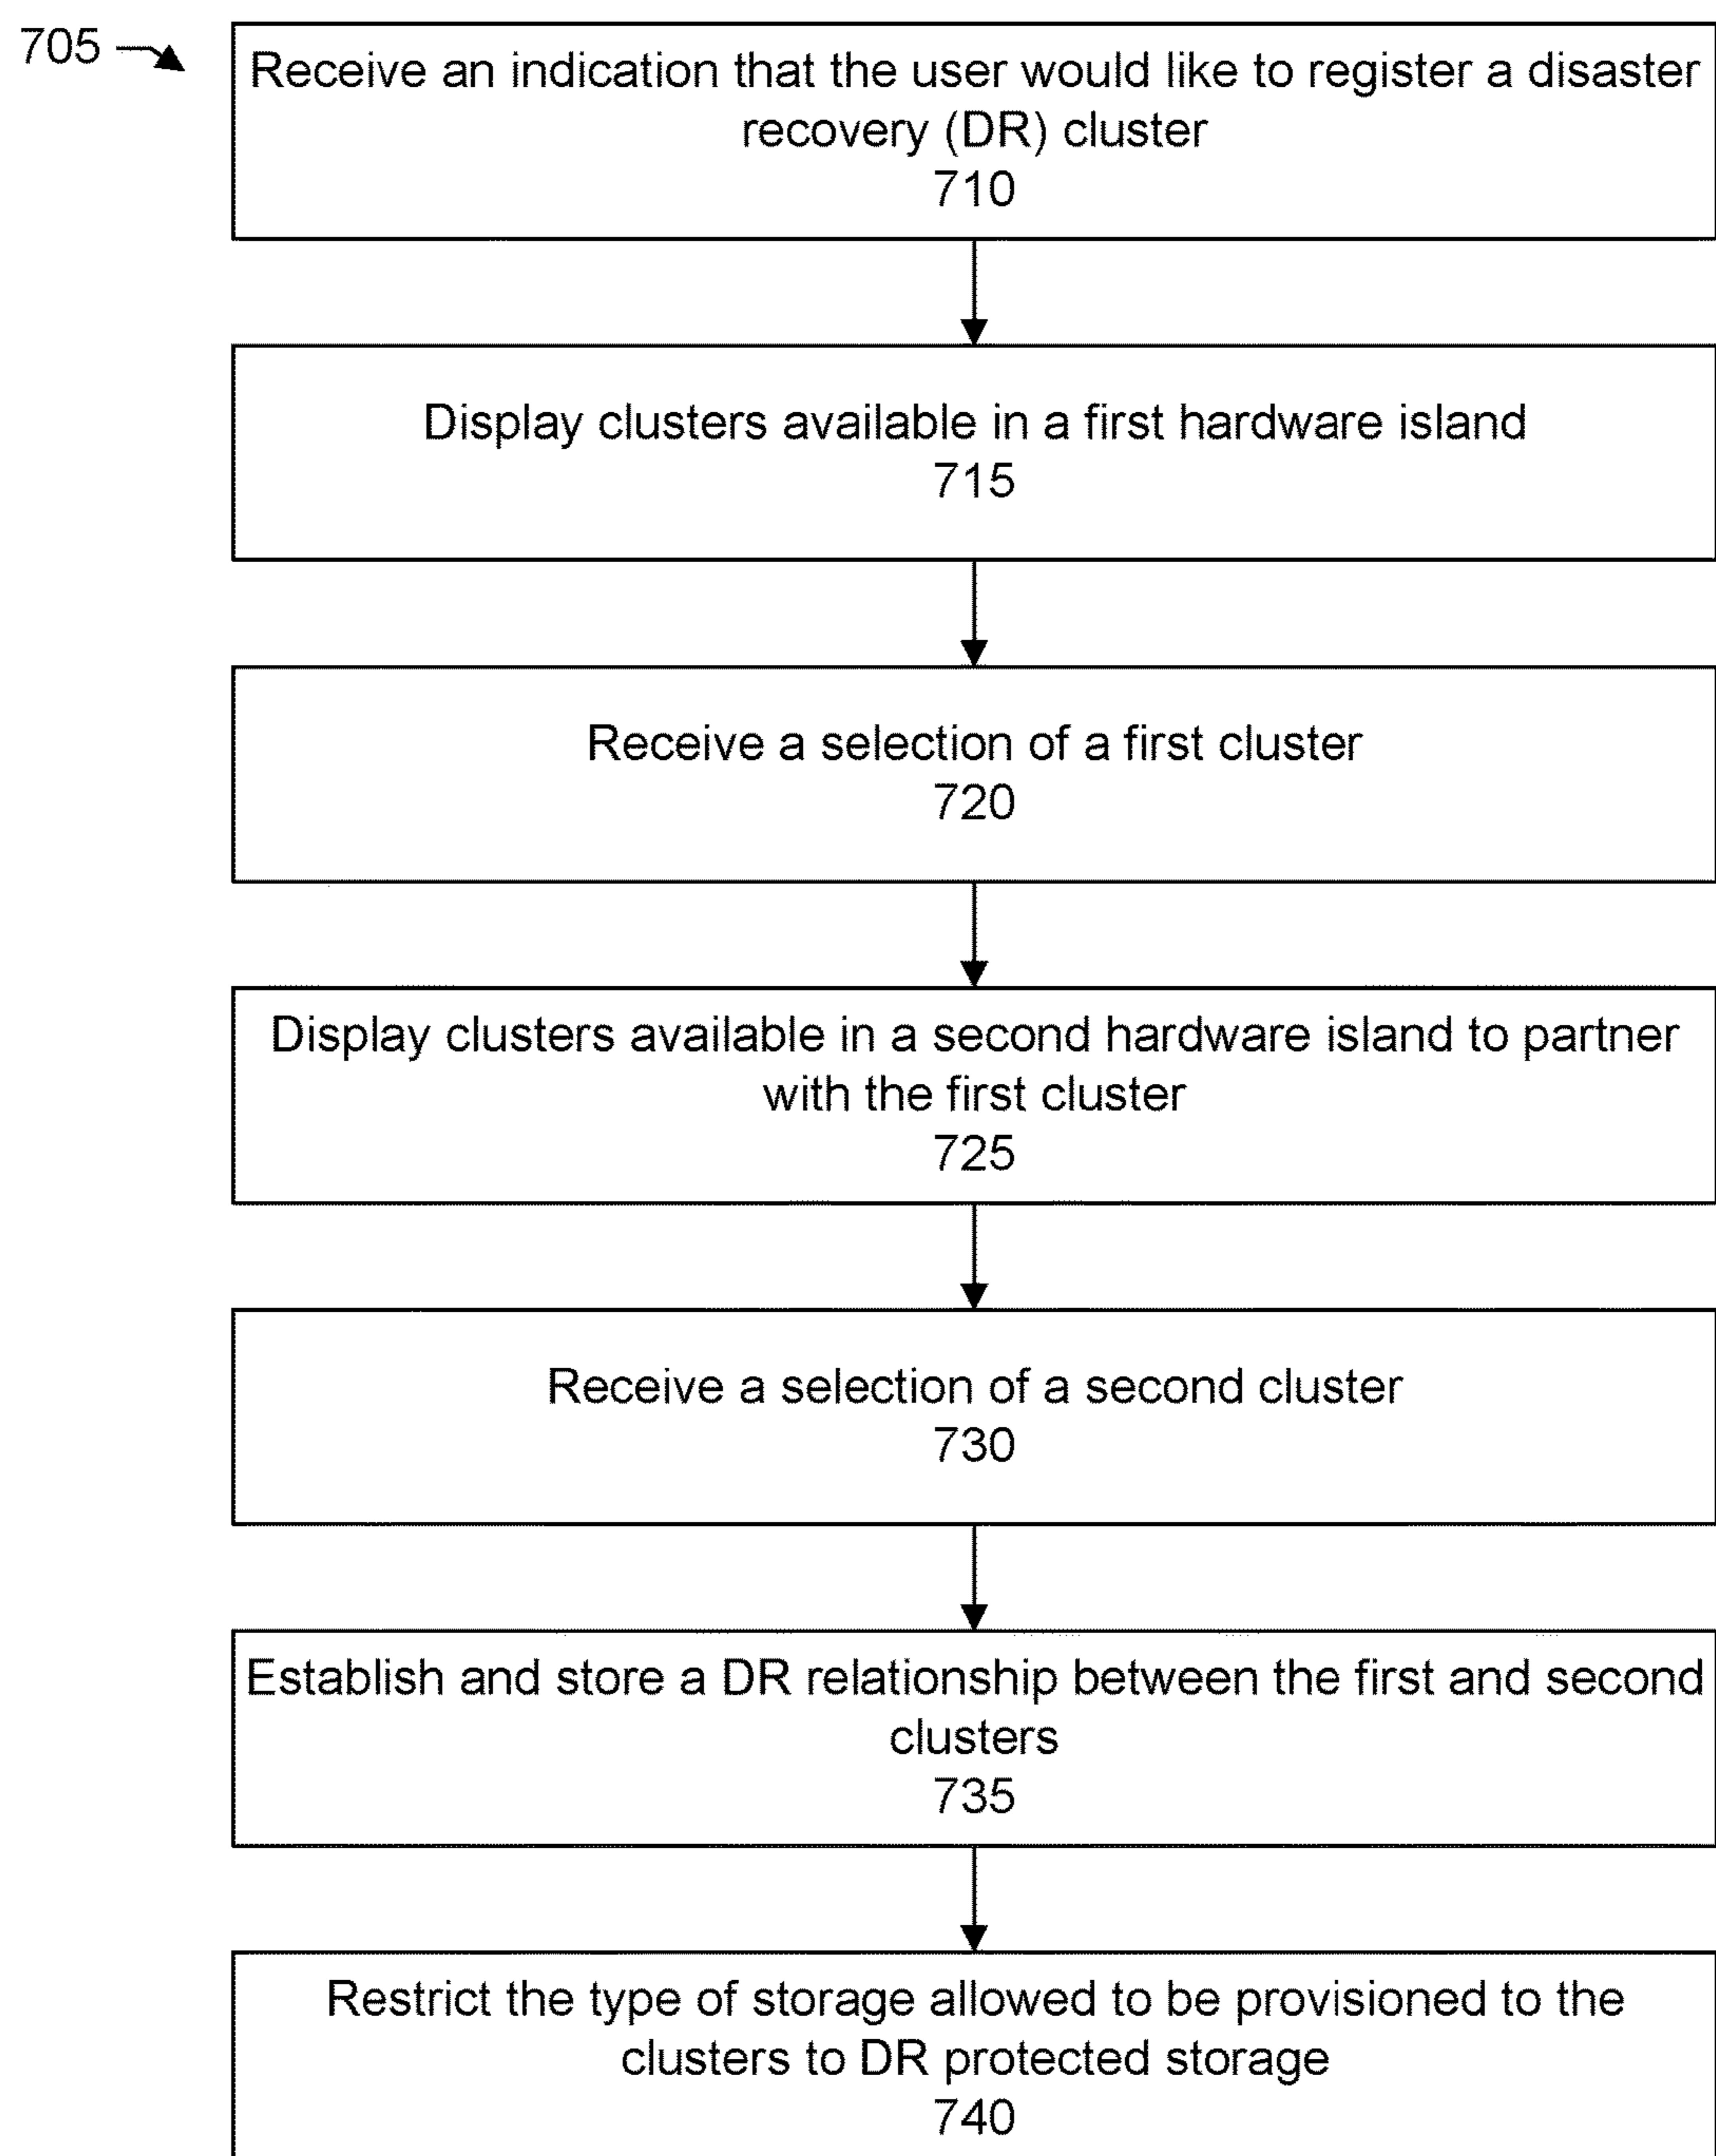 705
Receive an indication that the user would like to register a disaster
recovery (DR) cluster
710
Display clusters available in a first hardware island
715
Receive a selection of a first cluster
720
Display clusters available in a second hardware island to partner
with the first cluster
725
Receive a selection of a second cluster
730
Establish and store a DR relationship between the first and second
clusters
735
Restrict the type of storage allowed to be provisioned to the
clusters to DR protected storage
740